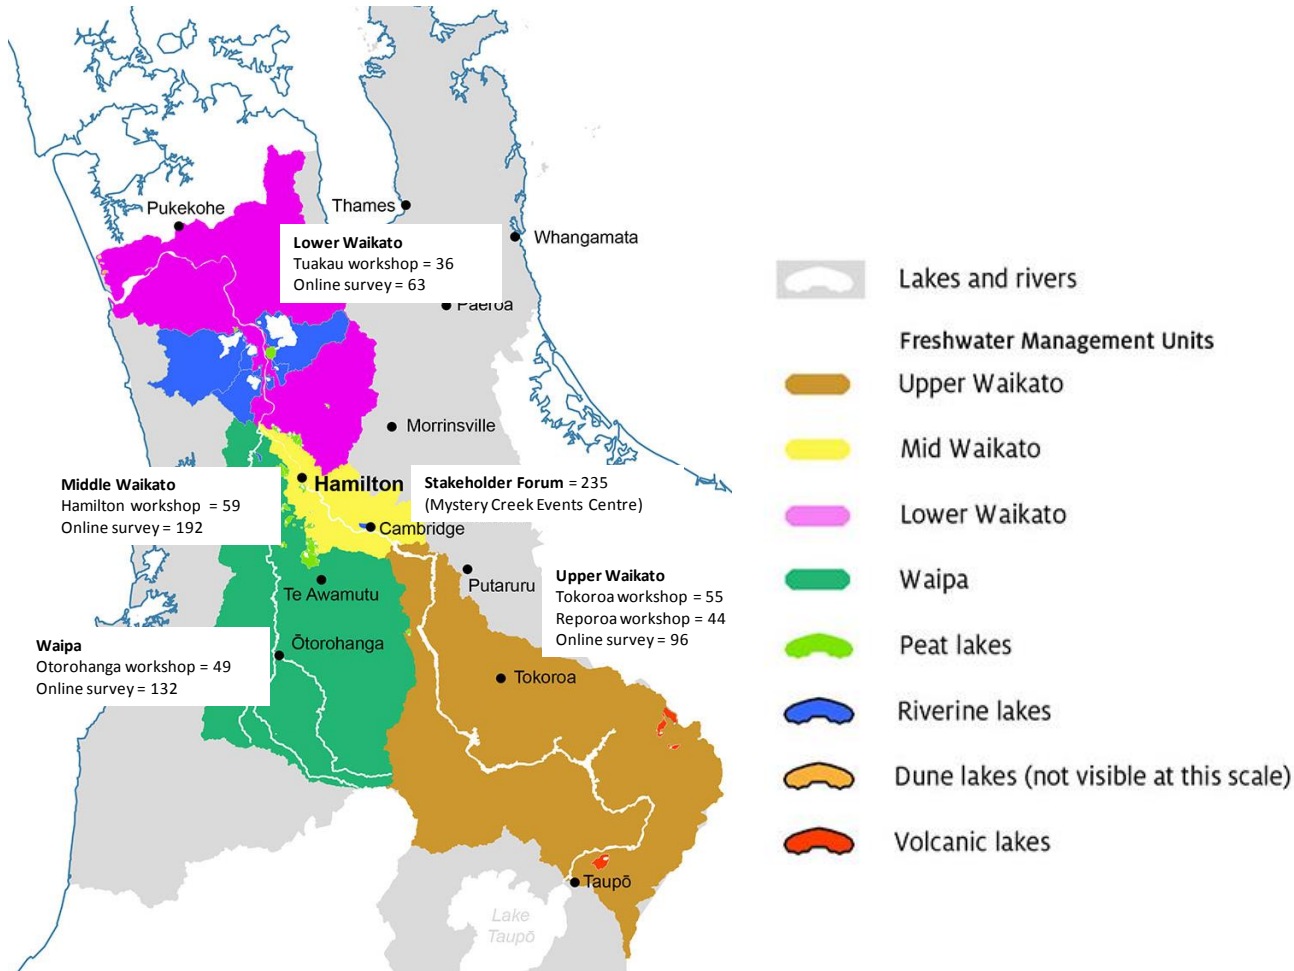 Pukekohe
Thames
Whangamata
Lower Waikato
Tuakau workshop = 36
Online survey = 63
Paeroa
Morrinsville
Hamilton
Middle Waikato
Hamilton workshop = 59
Online survey = 192
Stakeholder Forum = 235
(Mystery Creek Events Centre)
Cambridge
Putaruru
Te Awamutu
Upper Waikato
Tokoroa workshop = 55
Reporoa workshop = 44
Online survey = 96
Waipa
Otorohanga workshop = 49
Online survey = 132
Ōtorohanga
Tokoroa
Taupō
Lake
Taupō
Lakes and rivers
Freshwater Management Units
Upper Waikato
Mid Waikato
Lower Waikato
Waipa
Peat lakes
Riverine lakes
Dune lakes (not visible at this scale)
Volcanic lakes